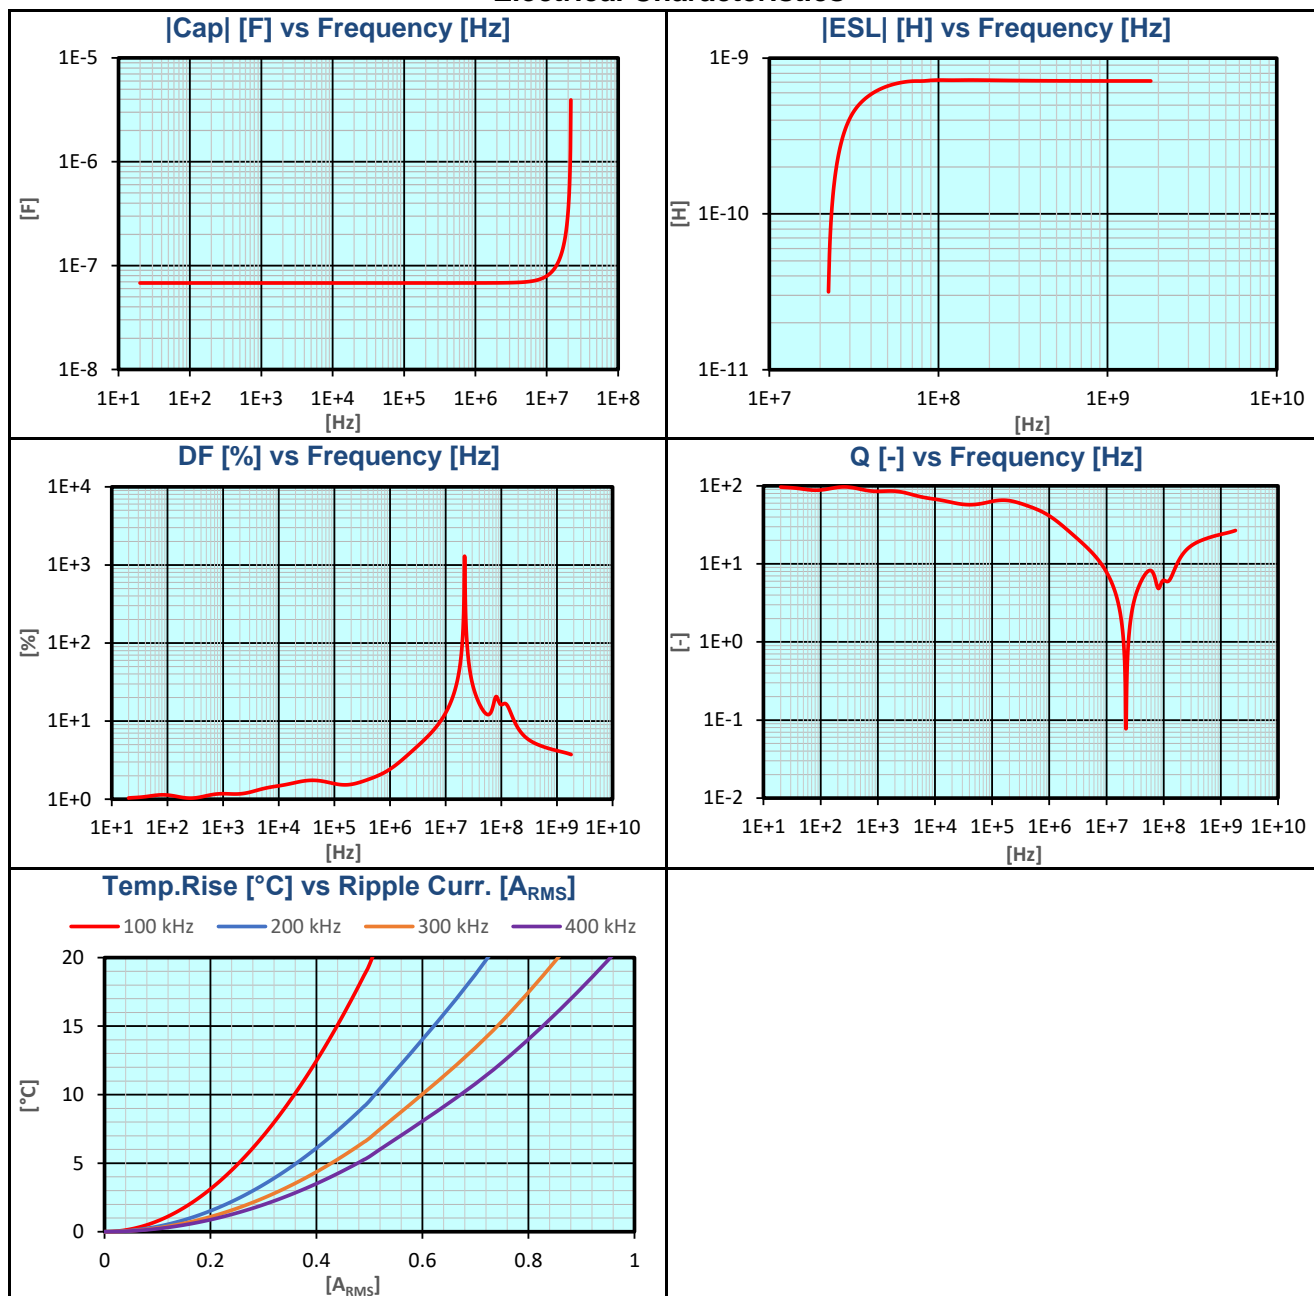 |Cap| [F] vs Frequency [Hz]
1E-5
1E-6
1E-7
1E-8
[F]
1E+1 1E+2 1E+3 1E+4 1E+5 1E+6 1E+7 1E+8
[Hz]
|ESL| [H] vs Frequency [Hz]
1E-9
1E-10
1E-11
[H]
1E+7 1E+8 1E+9 1E+10
[Hz]
DF [%] vs Frequency [Hz]
1E+4
1E+3
1E+2
1E+1
1E+0
[%]
1E+1 1E+2 1E+3 1E+4 1E+5 1E+6 1E+7 1E+8 1E+9 1E+10
[Hz]
Q [-] vs Frequency [Hz]
1E+2
1E+1
1E+0
1E-1
1E-2
[-]
1E+1 1E+2 1E+3 1E+4 1E+5 1E+6 1E+7 1E+8 1E+9 1E+10
[Hz]
Temp.Rise [°C] vs Ripple Curr. [ARMS]
100 kHz 200 kHz 300 kHz 400 kHz
20
15
10
5
0
[°C]
0 0.2 0.4 0.6 0.8 1
[ARMS]